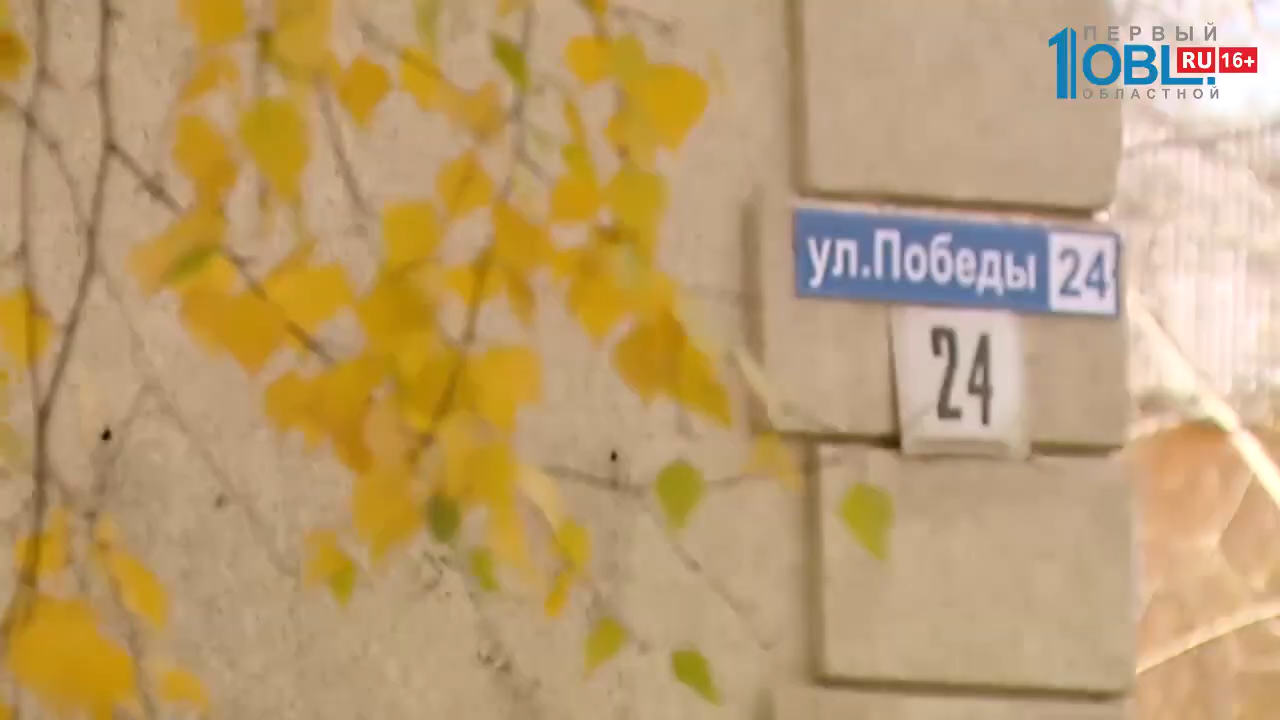 ПЕРВЫЙ
1OBL.
RU 16+
ОБЛАСТНОЙ
ул.Победы 24
24